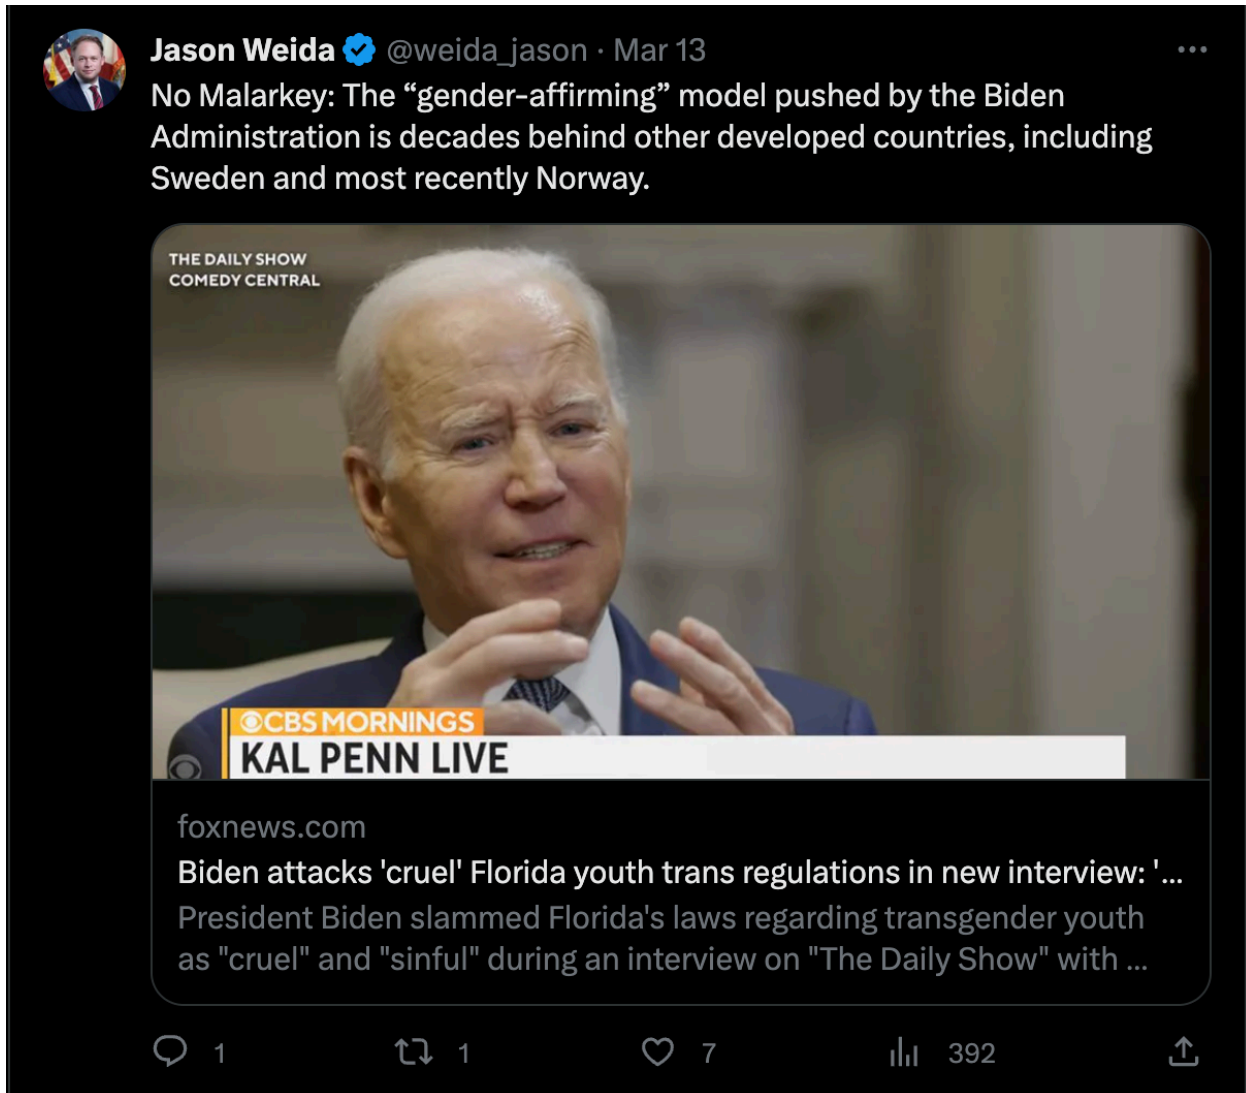 Jason Weida @weida_jason · Mar 13
No Malarkey: The “gender-affirming” model pushed by the Biden
Administration is decades behind other developed countries, including
Sweden and most recently Norway.
THE DAILY SHOW
COMEDY CENTRAL
CBS MORNINGS
KAL PENN LIVE
foxnews.com
Biden attacks 'cruel' Florida youth trans regulations in new interview: '...
President Biden slammed Florida's laws regarding transgender youth
as "cruel" and "sinful" during an interview on "The Daily Show" with ...
1 1 7 392